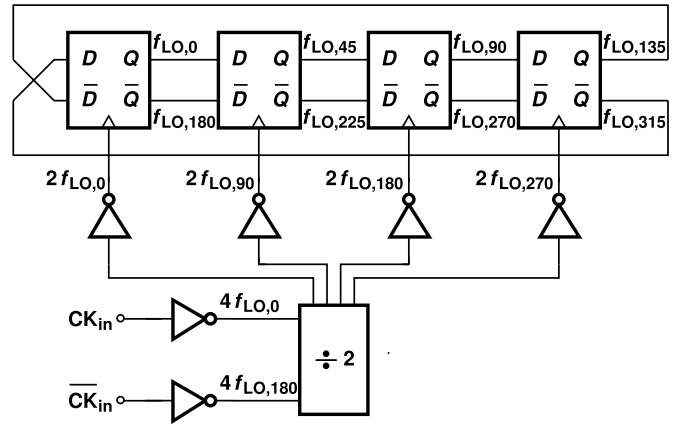 D Q f_LO,0 D Q f_LO,45 D Q f_LO,90 D Q f_LO,135
D̅ Q̅ f_LO,180 D̅ Q̅ f_LO,225 D̅ Q̅ f_LO,270 D̅ Q̅ f_LO,315
2f_LO,0 2f_LO,90 2f_LO,180 2f_LO,270
CK_in 4f_LO,0
÷ 2
C̅K̅_in 4f_LO,180